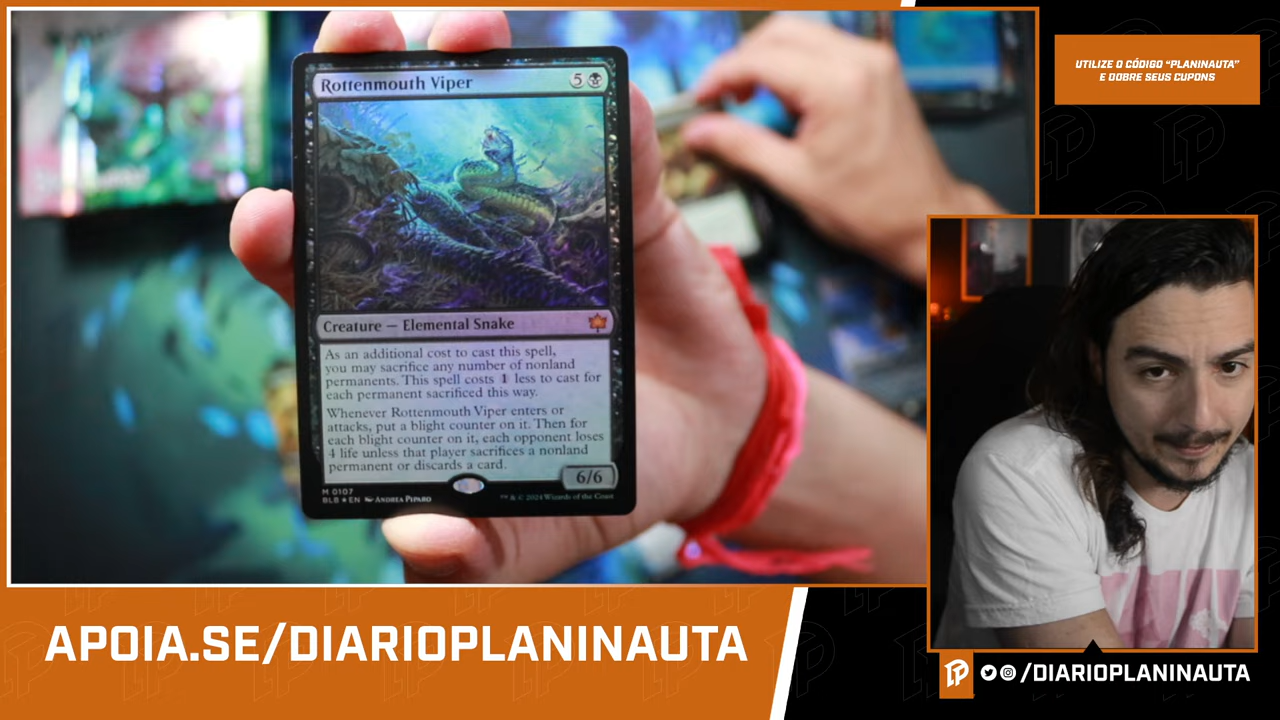 Rottenmouth Viper 5
Creature — Elemental Snake
As an additional cost to cast this spell,
you may sacrifice any number of nonland
permanents. This spell costs 1 less to cast for
each permanent sacrificed this way.
Whenever Rottenmouth Viper enters or
attacks, put a blight counter on it. Then for
each blight counter on it, each opponent loses
4 life unless that player sacrifices a nonland
permanent or discards a card.
6/6
M 0107
BLB ★ EN ANDREA PIPARO
™ & © 2024 Wizards of the Coast
UTILIZE O CÓDIGO “PLANINAUTA”
E DOBRE SEUS CUPONS
APOIA.SE/DIARIOPLANINAUTA
/DIARIOPLANINAUTA